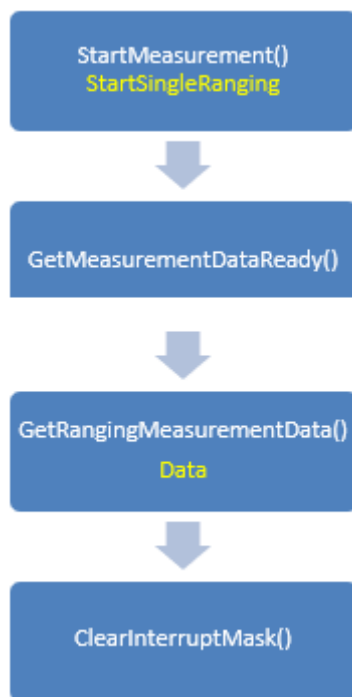 StartMeasurement()
StartSingleRanging
GetMeasurementDataReady()
GetRangingMeasurementData()
Data
ClearInterruptMask()